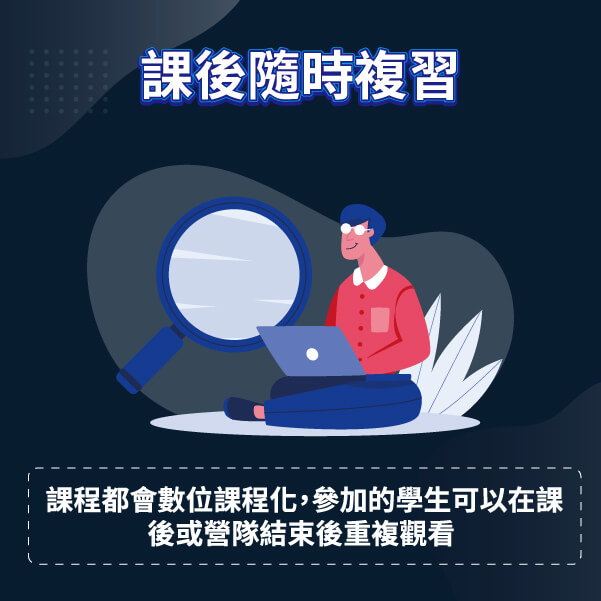 課後隨時複習
課程都會數位課程化，參加的學生可以在課
後或營隊結束後重複觀看